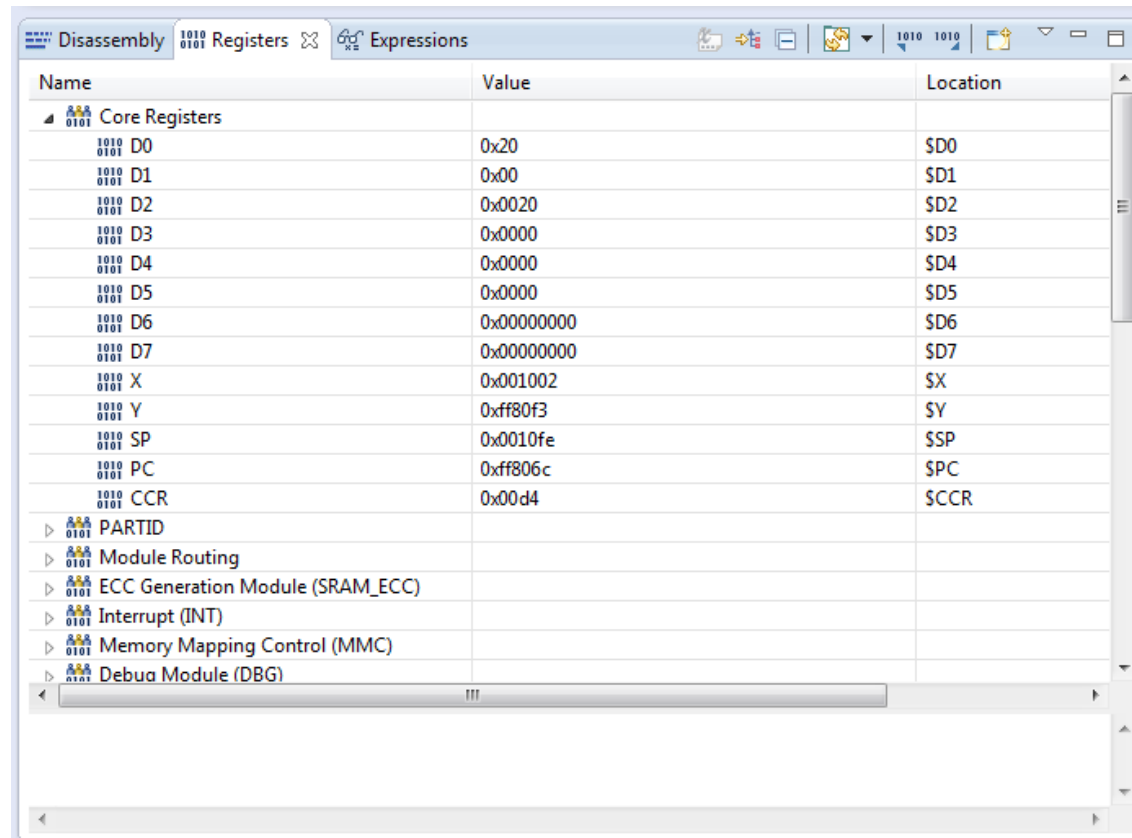 Disassembly Registers Expressions
Name Value Location
Core Registers
D0 0x20 $D0
D1 0x00 $D1
D2 0x0020 $D2
D3 0x0000 $D3
D4 0x0000 $D4
D5 0x0000 $D5
D6 0x00000000 $D6
D7 0x00000000 $D7
X 0x001002 $X
Y 0xff80f3 $Y
SP 0x0010fe $SP
PC 0xff806c $PC
CCR 0x00d4 $CCR
PARTID
Module Routing
ECC Generation Module (SRAM_ECC)
Interrupt (INT)
Memory Mapping Control (MMC)
Debug Module (DBG)